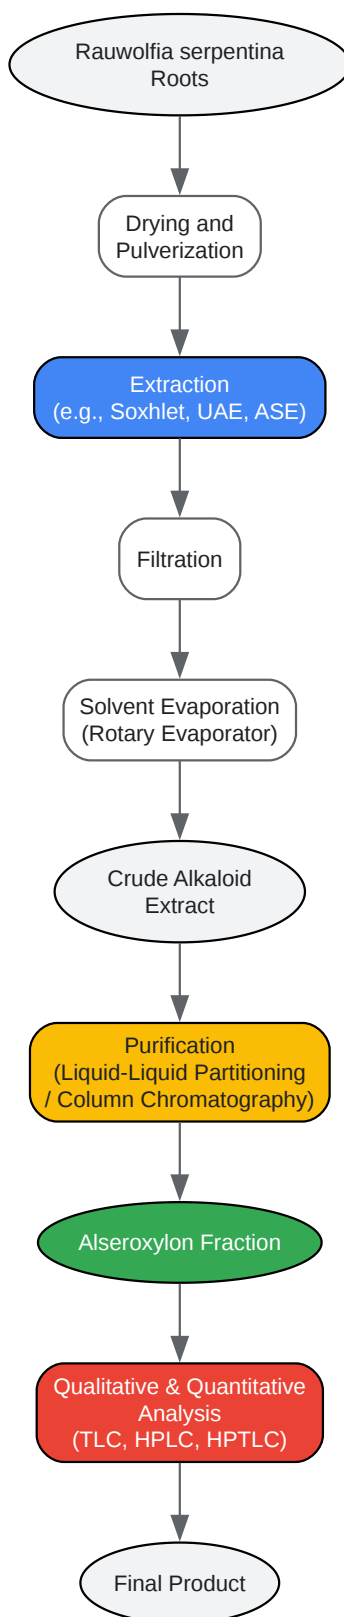 Rauwolfia serpentina
Roots
Drying and
Pulverization
Extraction
(e.g., Soxhlet, UAE, ASE)
Filtration
Solvent Evaporation
(Rotary Evaporator)
Crude Alkaloid
Extract
Purification
(Liquid-Liquid Partitioning
/ Column Chromatography)
Alseroxylon Fraction
Qualitative & Quantitative
Analysis
(TLC, HPLC, HPTLC)
Final Product